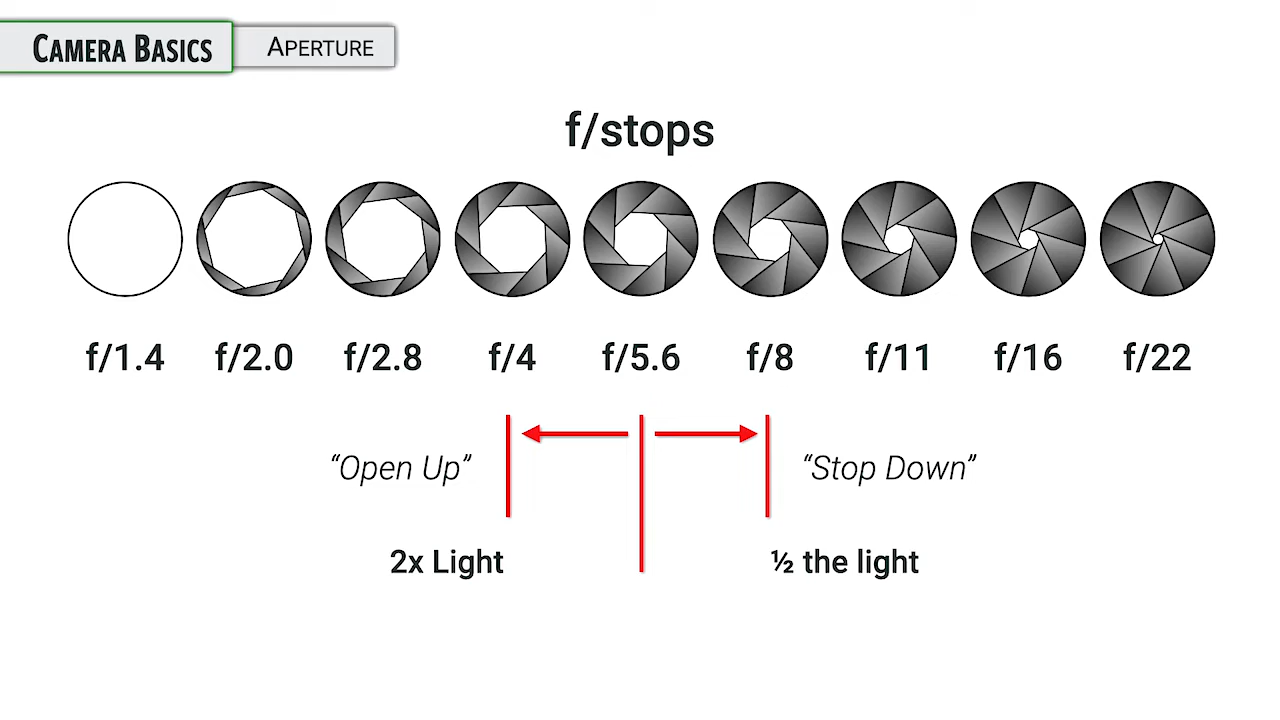 CAMERA BASICS
APERTURE
f/stops
f/1.4 f/2.0 f/2.8 f/4 f/5.6 f/8 f/11 f/16 f/22
“Open Up” “Stop Down”
2x Light ½ the light